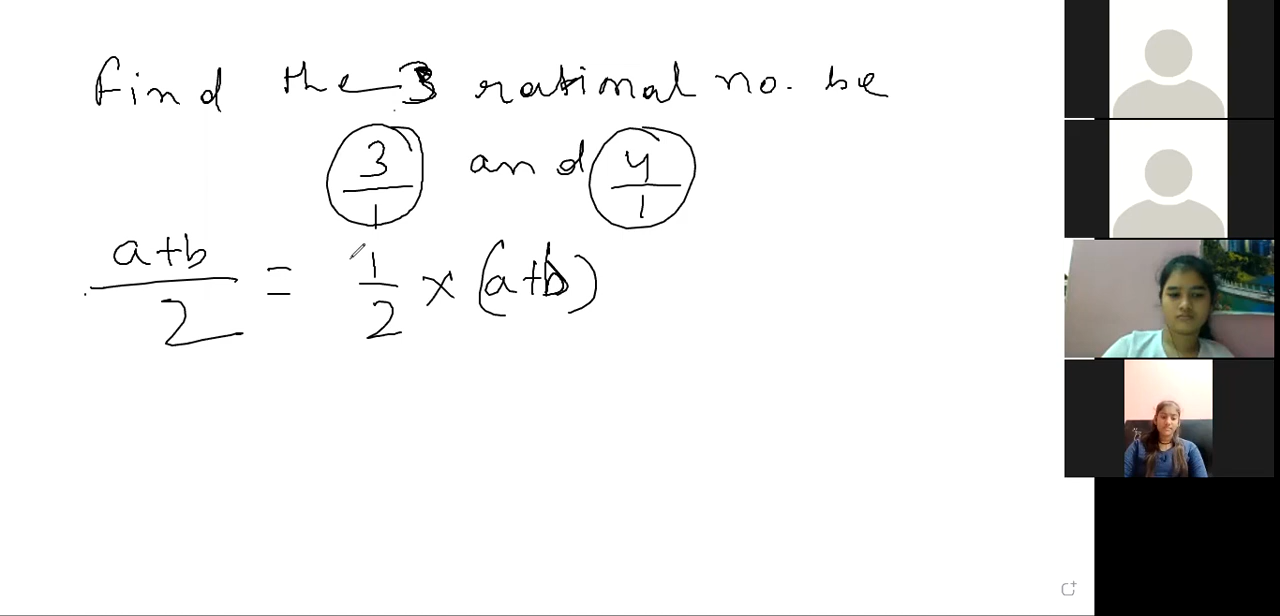 Find the 3 rational no. be
3/1 and 4/1
a+b/2 = 1/2 × (a+b)